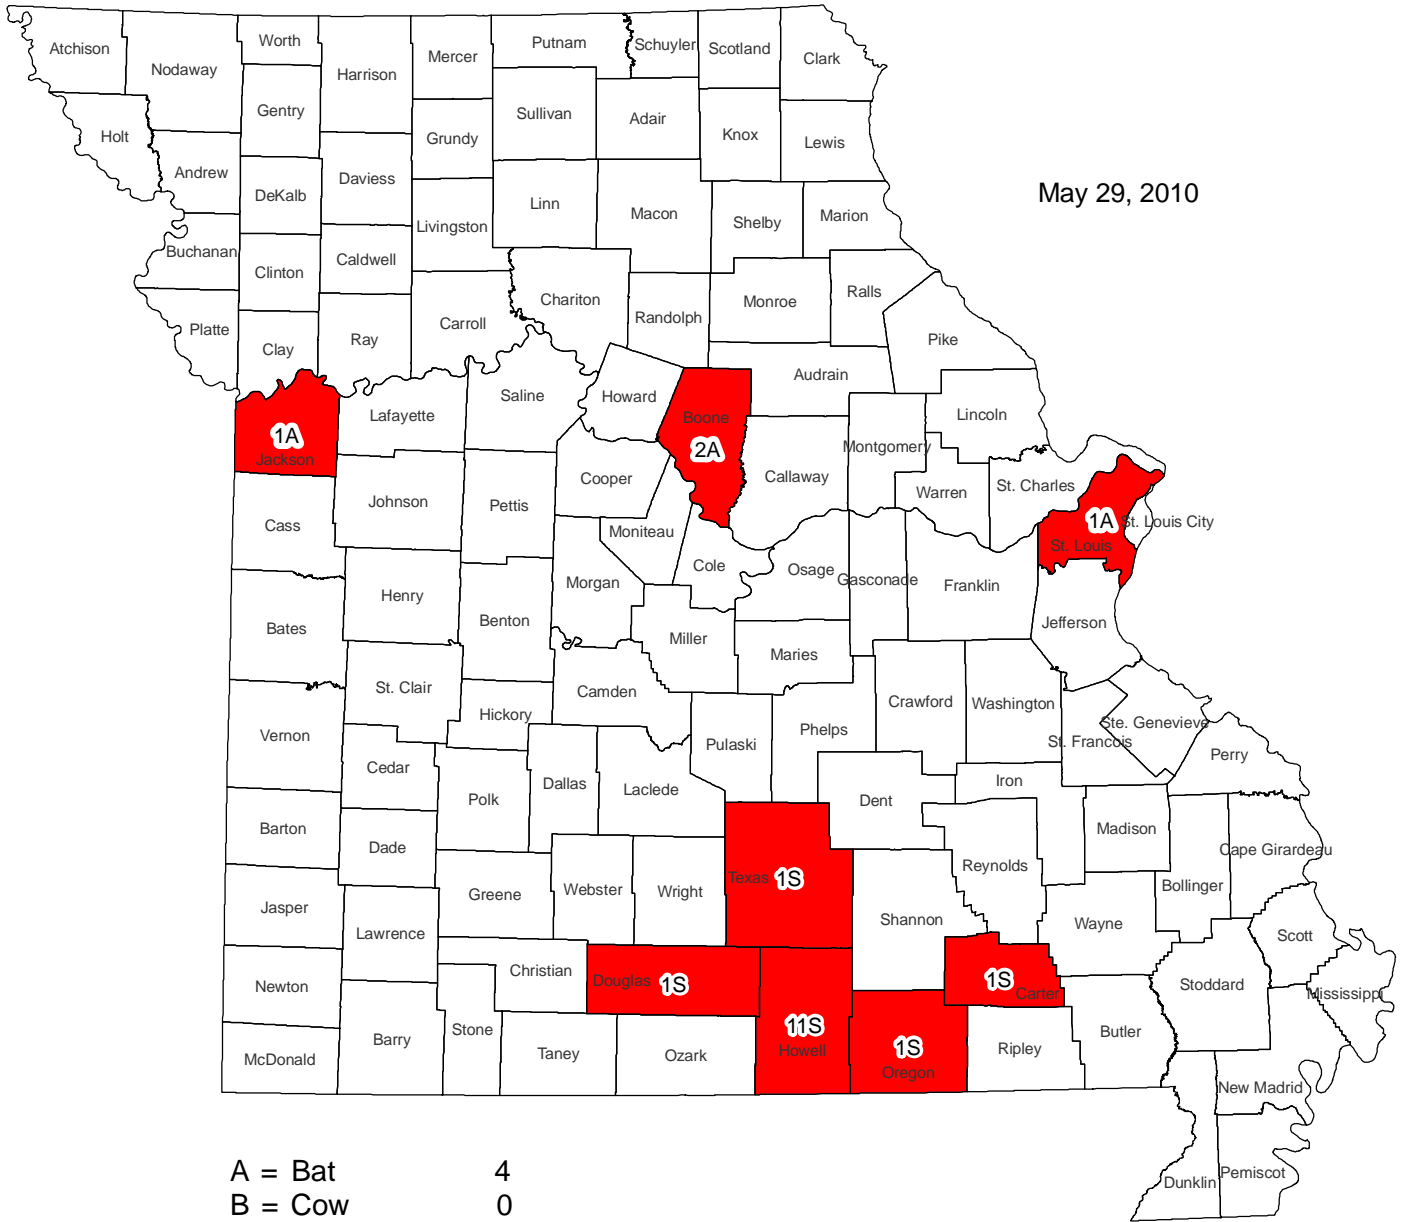 Atchison
Nodaway
Worth
Harrison
Mercer
Putnam
Schuyler
Scotland
Clark
Holt
Andrew
Gentry
DeKalb
Daviess
Grundy
Sullivan
Adair
Knox
Lewis
Buchanan
Clinton
Caldwell
Livingston
Linn
Macon
Shelby
Marion
May 29, 2010
Platte
Clay
Ray
Carroll
Chariton
Randolph
Monroe
Ralls
Pike
1A
Jackson
Lafayette
Saline
Howard
Boone
2A
Audrain
Montgomery
Lincoln
Cass
Johnson
Pettis
Cooper
Moniteau
Cole
Callaway
Warren
St. Charles
1A
St. Louis
St. Louis City
Bates
Henry
Benton
Morgan
Miller
Osage
Gasconade
Franklin
Jefferson
Maries
Vernon
St. Clair
Hickory
Camden
Pulaski
Phelps
Crawford
Washington
St. Francois
Ste. Genevieve
Perry
Cedar
Polk
Dallas
Laclede
Dent
Iron
Madison
Barton
Dade
Greene
Webster
Wright
Texas
1S
Shannon
Reynolds
Wayne
Bollinger
Cape Girardeau
Jasper
Lawrence
Christian
Douglas
1S
1S
Carter
Scott
Stoddard
Mississippi
Newton
McDonald
Barry
Stone
Taney
Ozark
11S
Howell
1S
Oregon
Ripley
Butler
New Madrid
Dunklin
Pemiscot
A = Bat 4
B = Cow 0